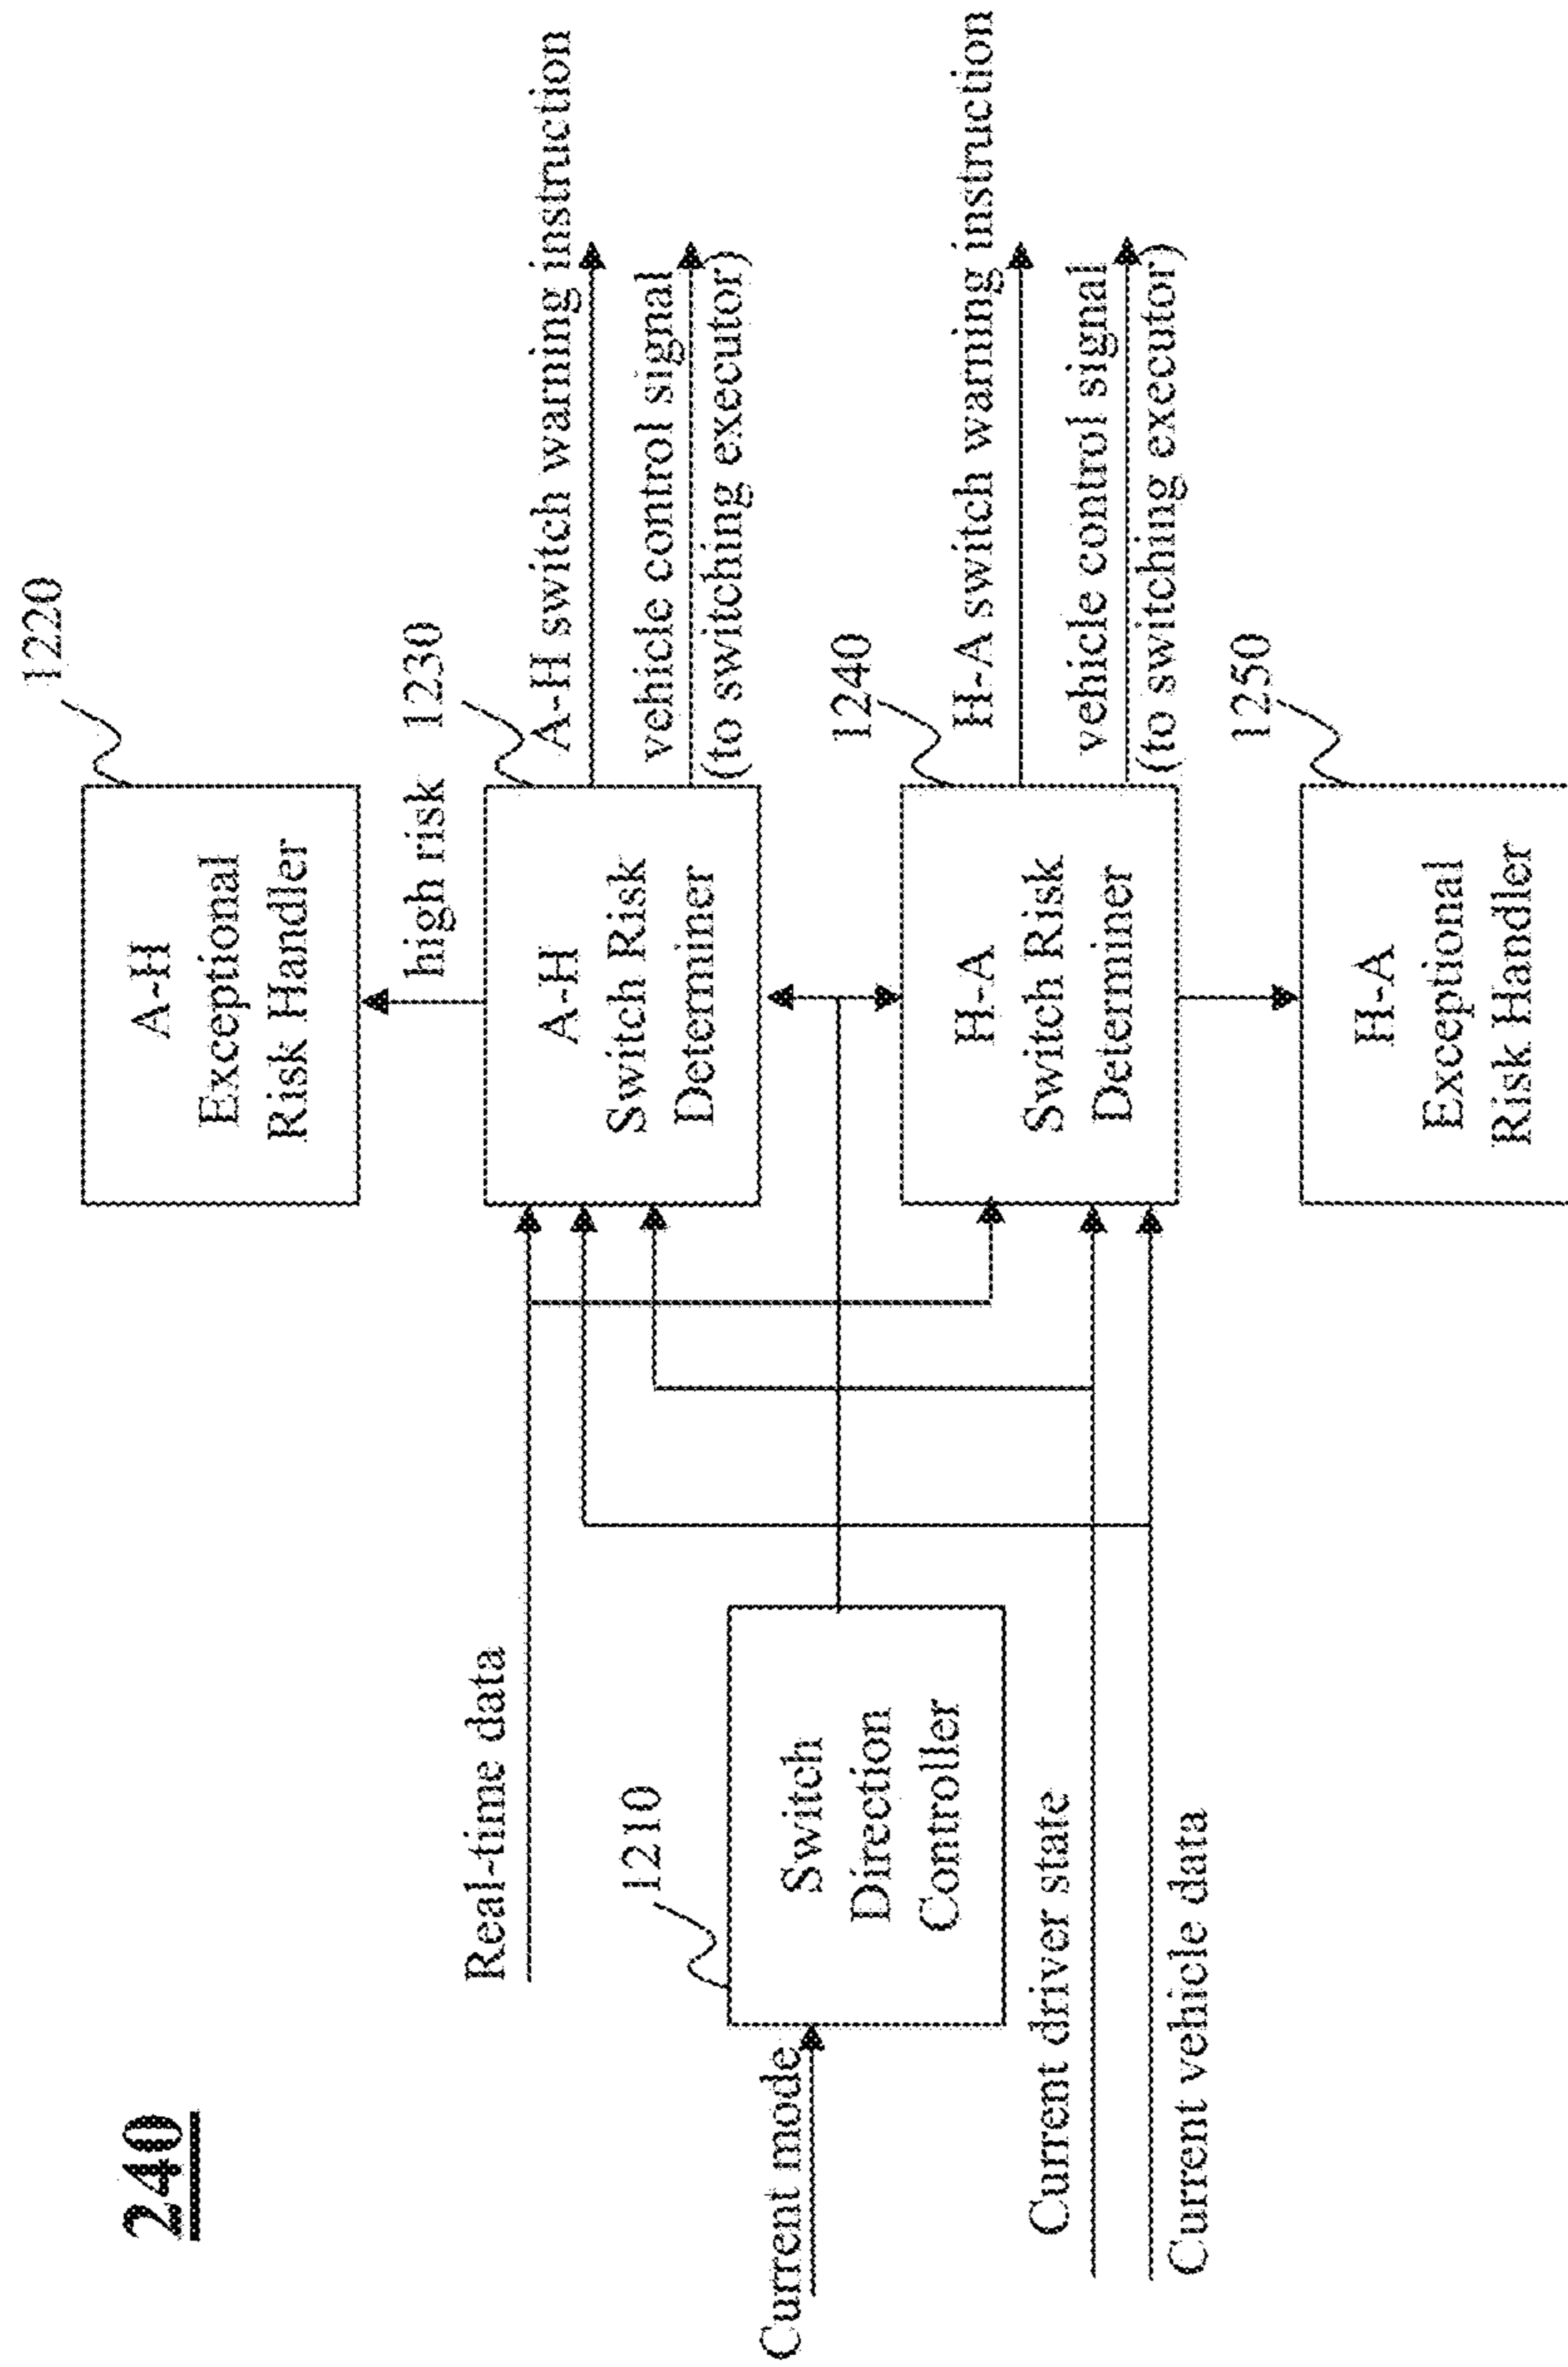 240
1220
A-H
Exceptional
Risk Handler
high risk
1230
A-H switch warning instruction
A-H
Switch Risk
Determiner
vehicle control signal
(to switching executor)
Real-time data
1210
Switch
Direction
Controller
Current mode
1240
H-A switch warning instruction
H-A
Switch Risk
Determiner
vehicle control signal
(to switching executor)
Current driver state
Current vehicle data
1250
H-A
Exceptional
Risk Handler